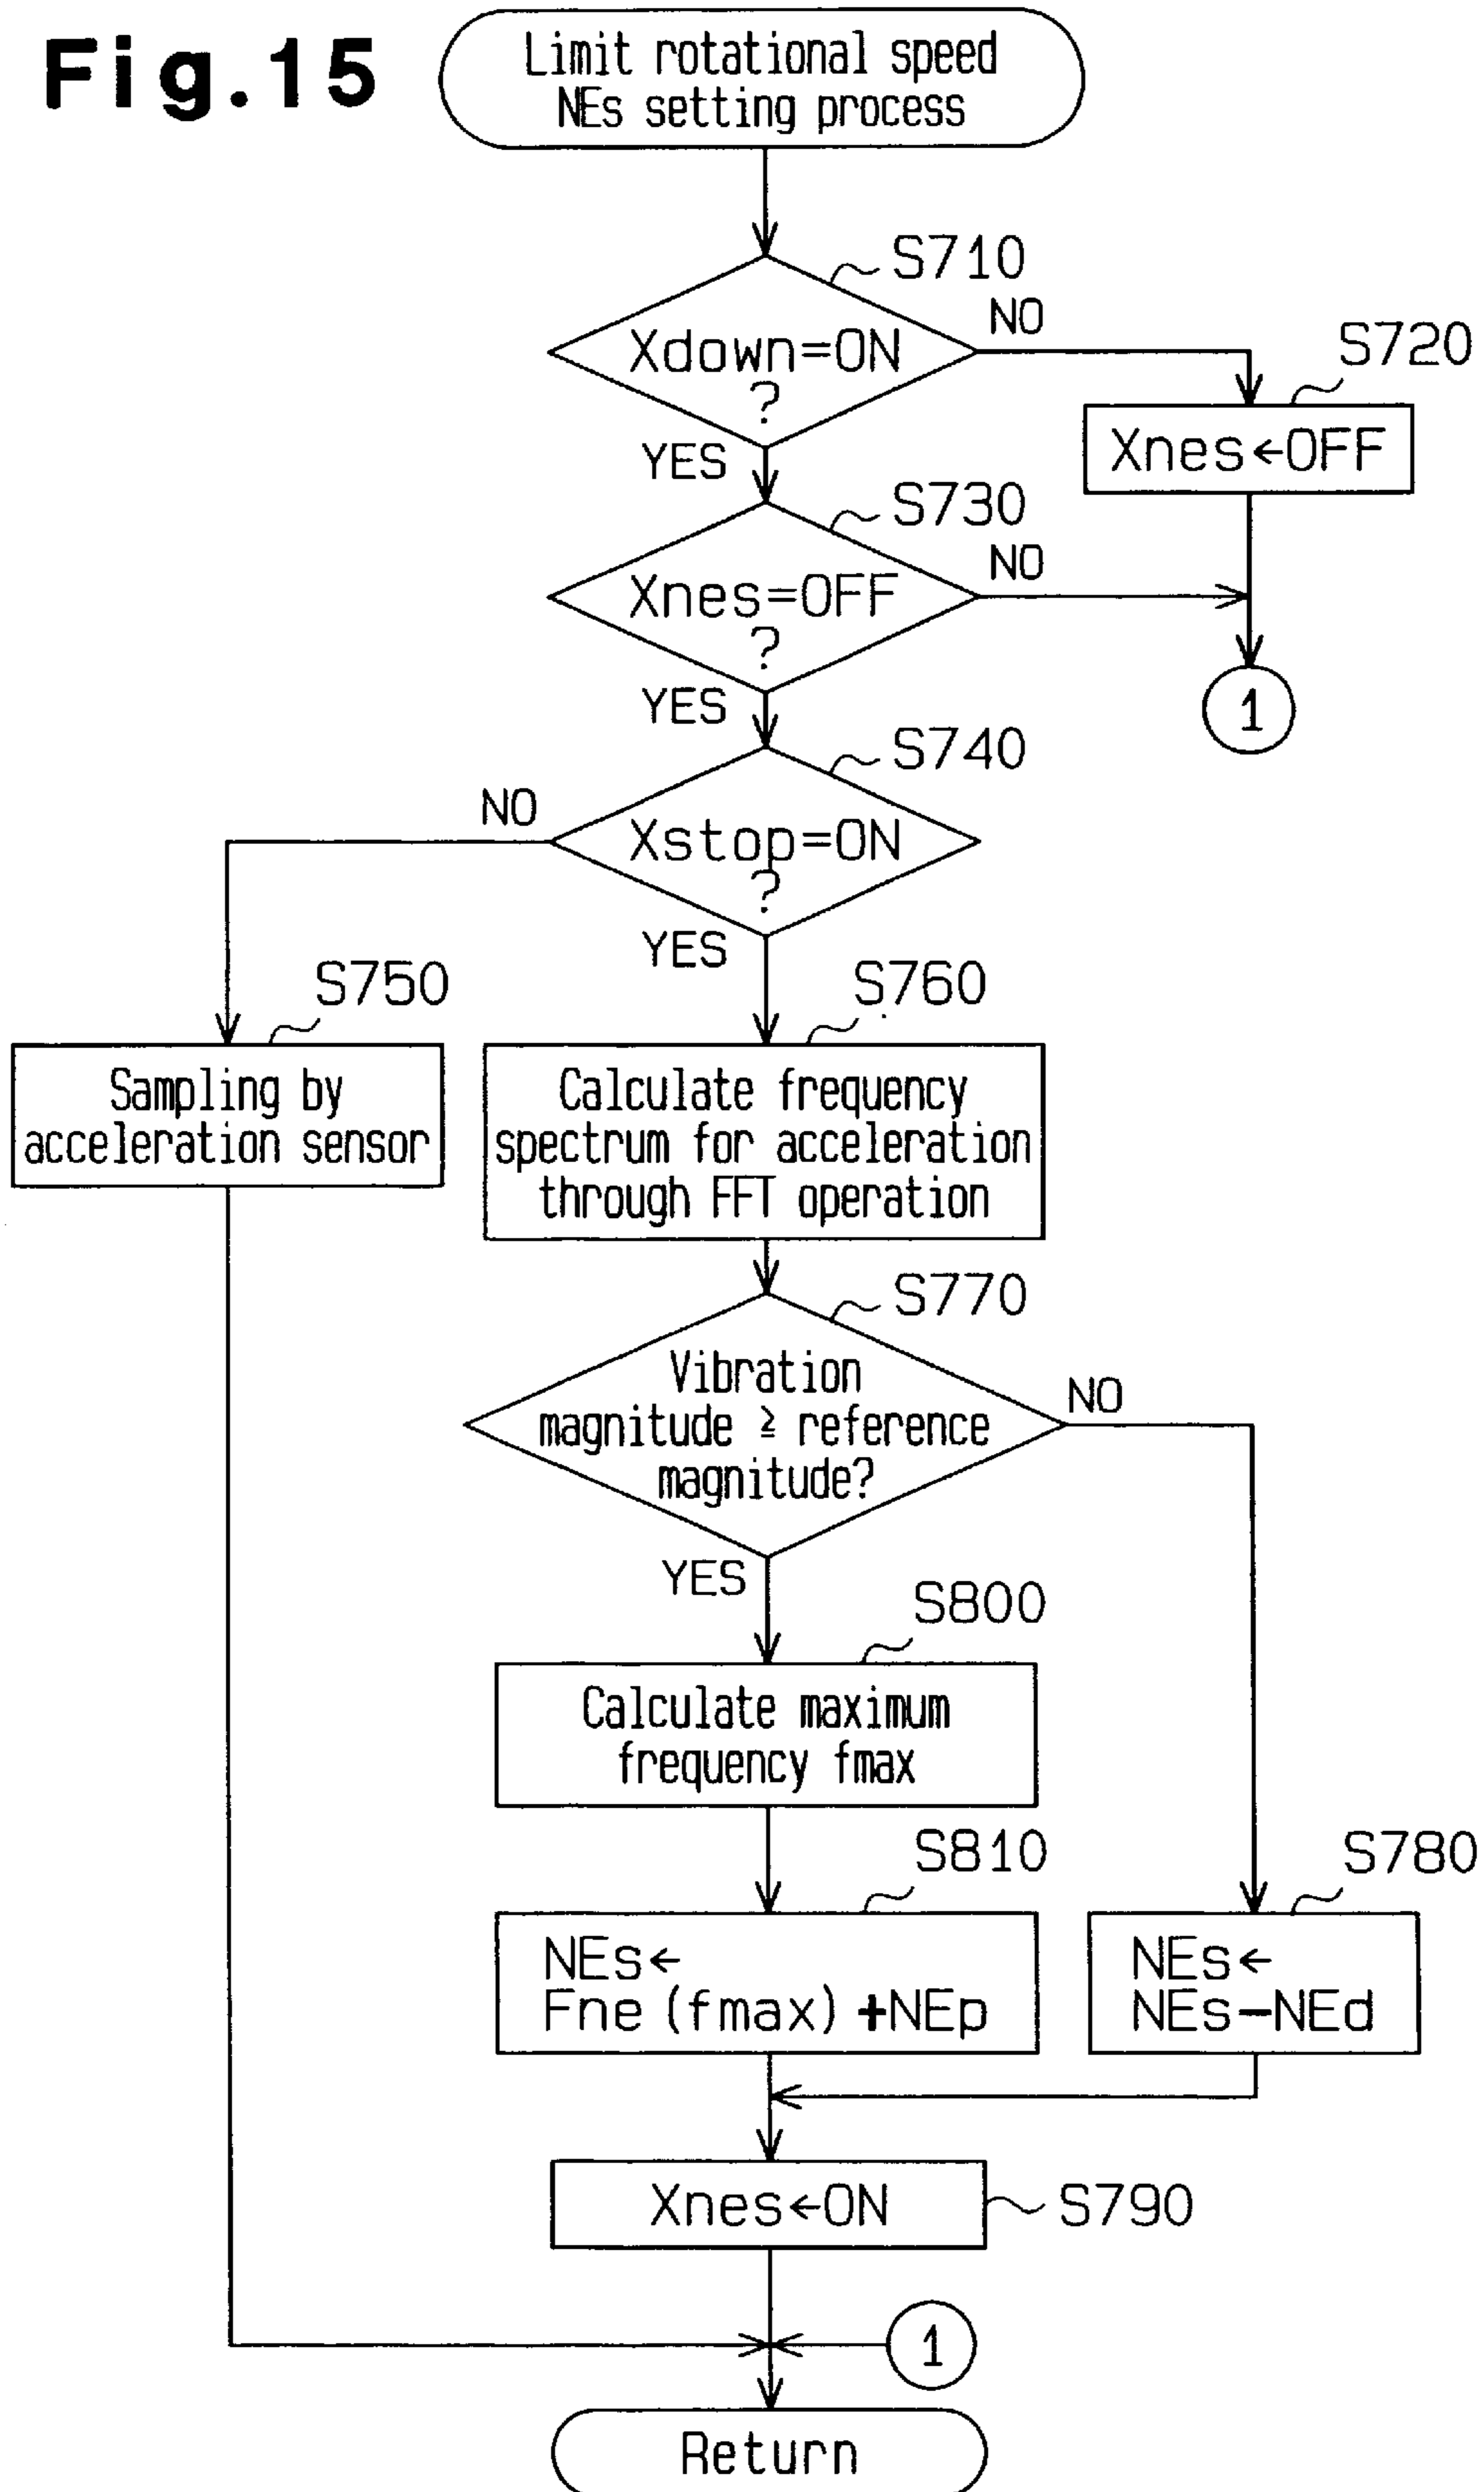 Fig.15
Limit rotational speed
NEs setting process
S710
Xdown=ON
?
NO
YES
S720
Xnes←OFF
S730
Xnes=OFF
?
NO
YES
1
S740
Xstop=ON
?
NO
YES
S750
Sampling by
acceleration sensor
S760
Calculate frequency
spectrum for acceleration
through FFT operation
S770
Vibration
magnitude ≧ reference
magnitude?
NO
YES
S800
Calculate maximum
frequency fmax
S810
NEs←
Fne (fmax) +NEp
S780
NEs←
NEs-NEd
Xnes←ON
S790
1
Return